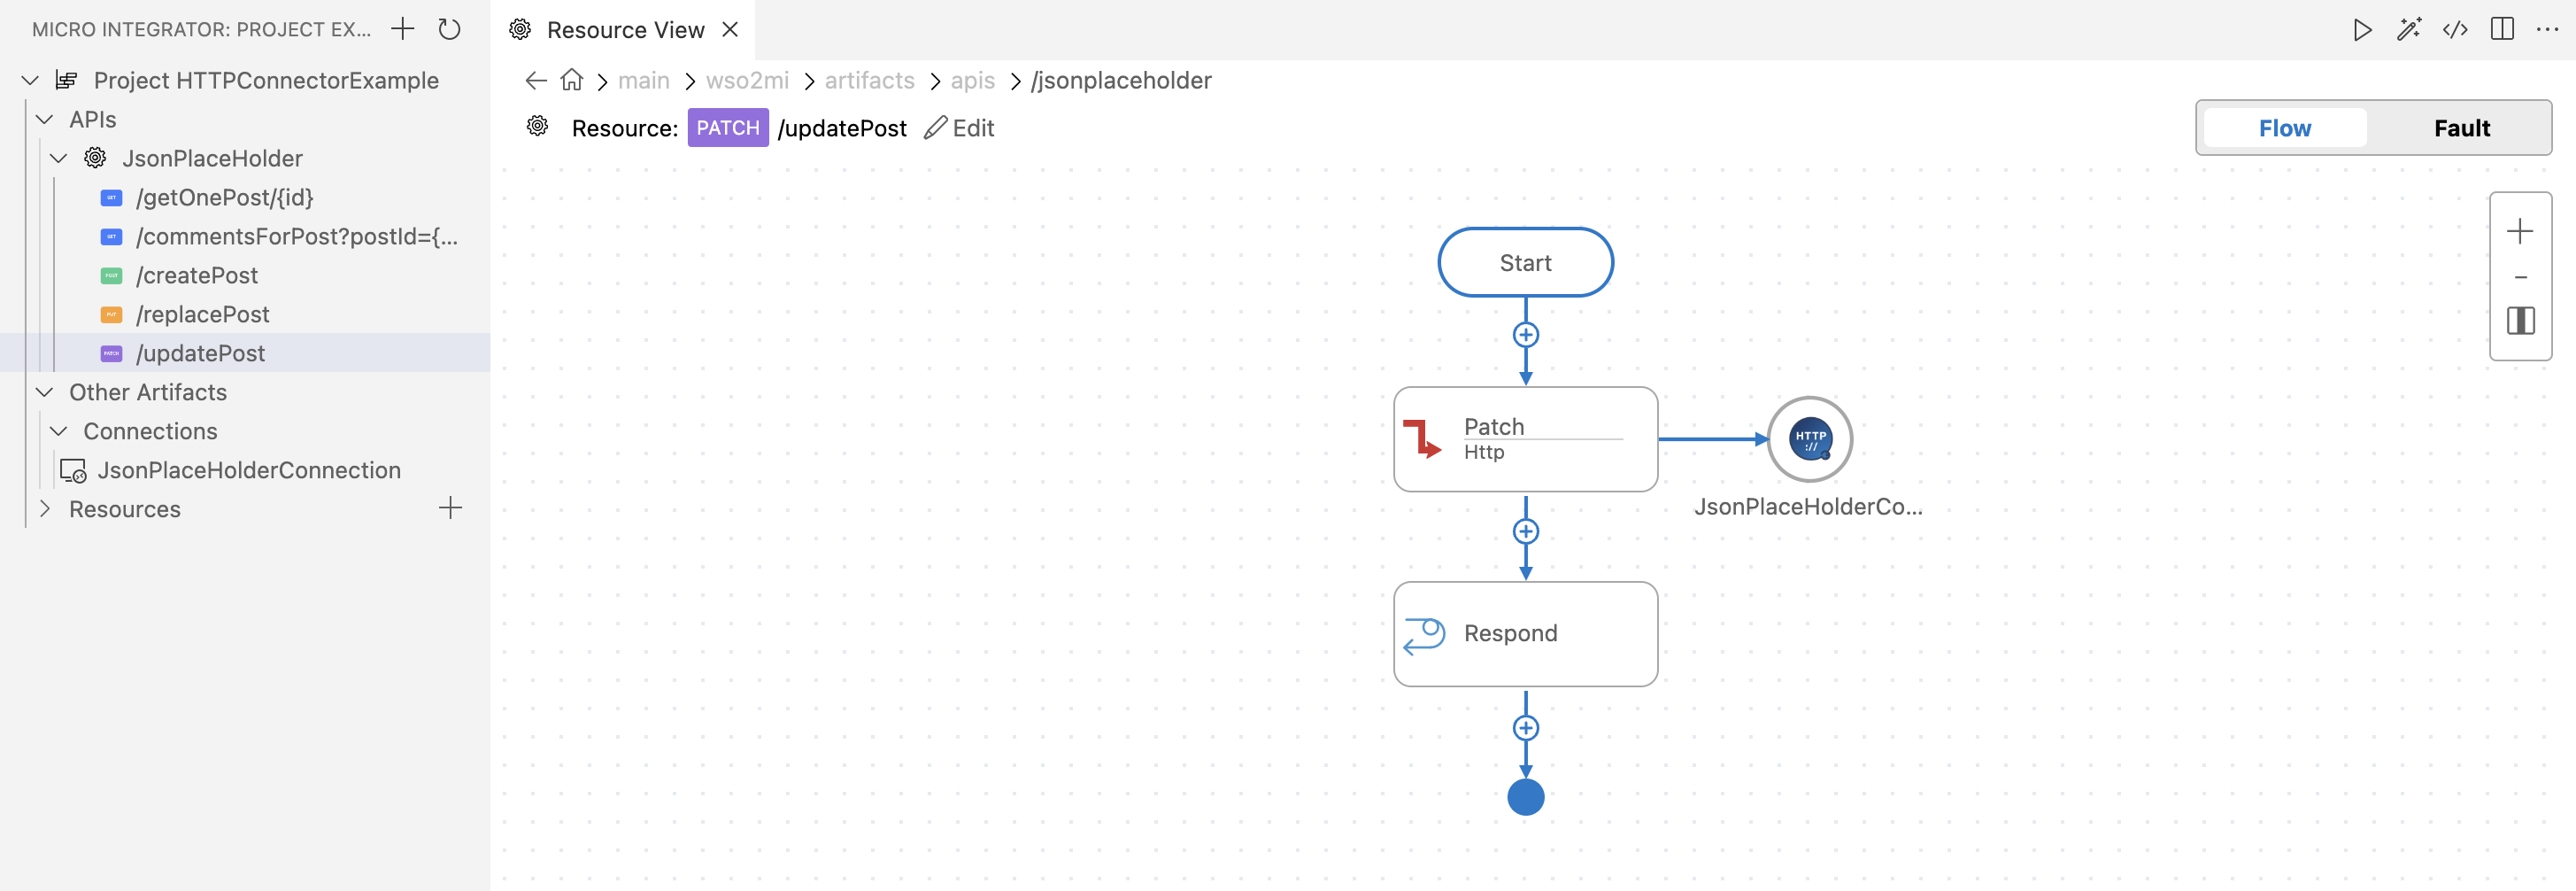 MICRO INTEGRATOR: PROJECT EX...
Project HTTPConnectorExample
APIs
JsonPlaceHolder
GET /getOnePost/{id}
GET /commentsForPost?postId={...
POST /createPost
PUT /replacePost
PATCH /updatePost
Other Artifacts
Connections
JsonPlaceHolderConnection
Resources
Resource View
main wso2mi artifacts apis /jsonplaceholder
Resource: PATCH /updatePost Edit
Flow Fault
Start
Patch
Http
HTTP
://
JsonPlaceHolderCo...
Respond